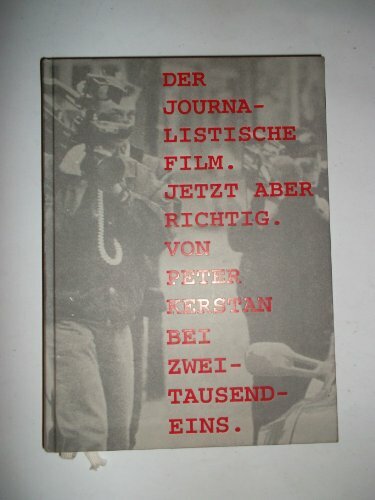 DER
JOURNA-
LISTISCHE
FILM.
JETZT ABER
RICHTIG.
VON
PETER
KERSTAN
BEI
ZWEI-
TAUSEND-
EINS.